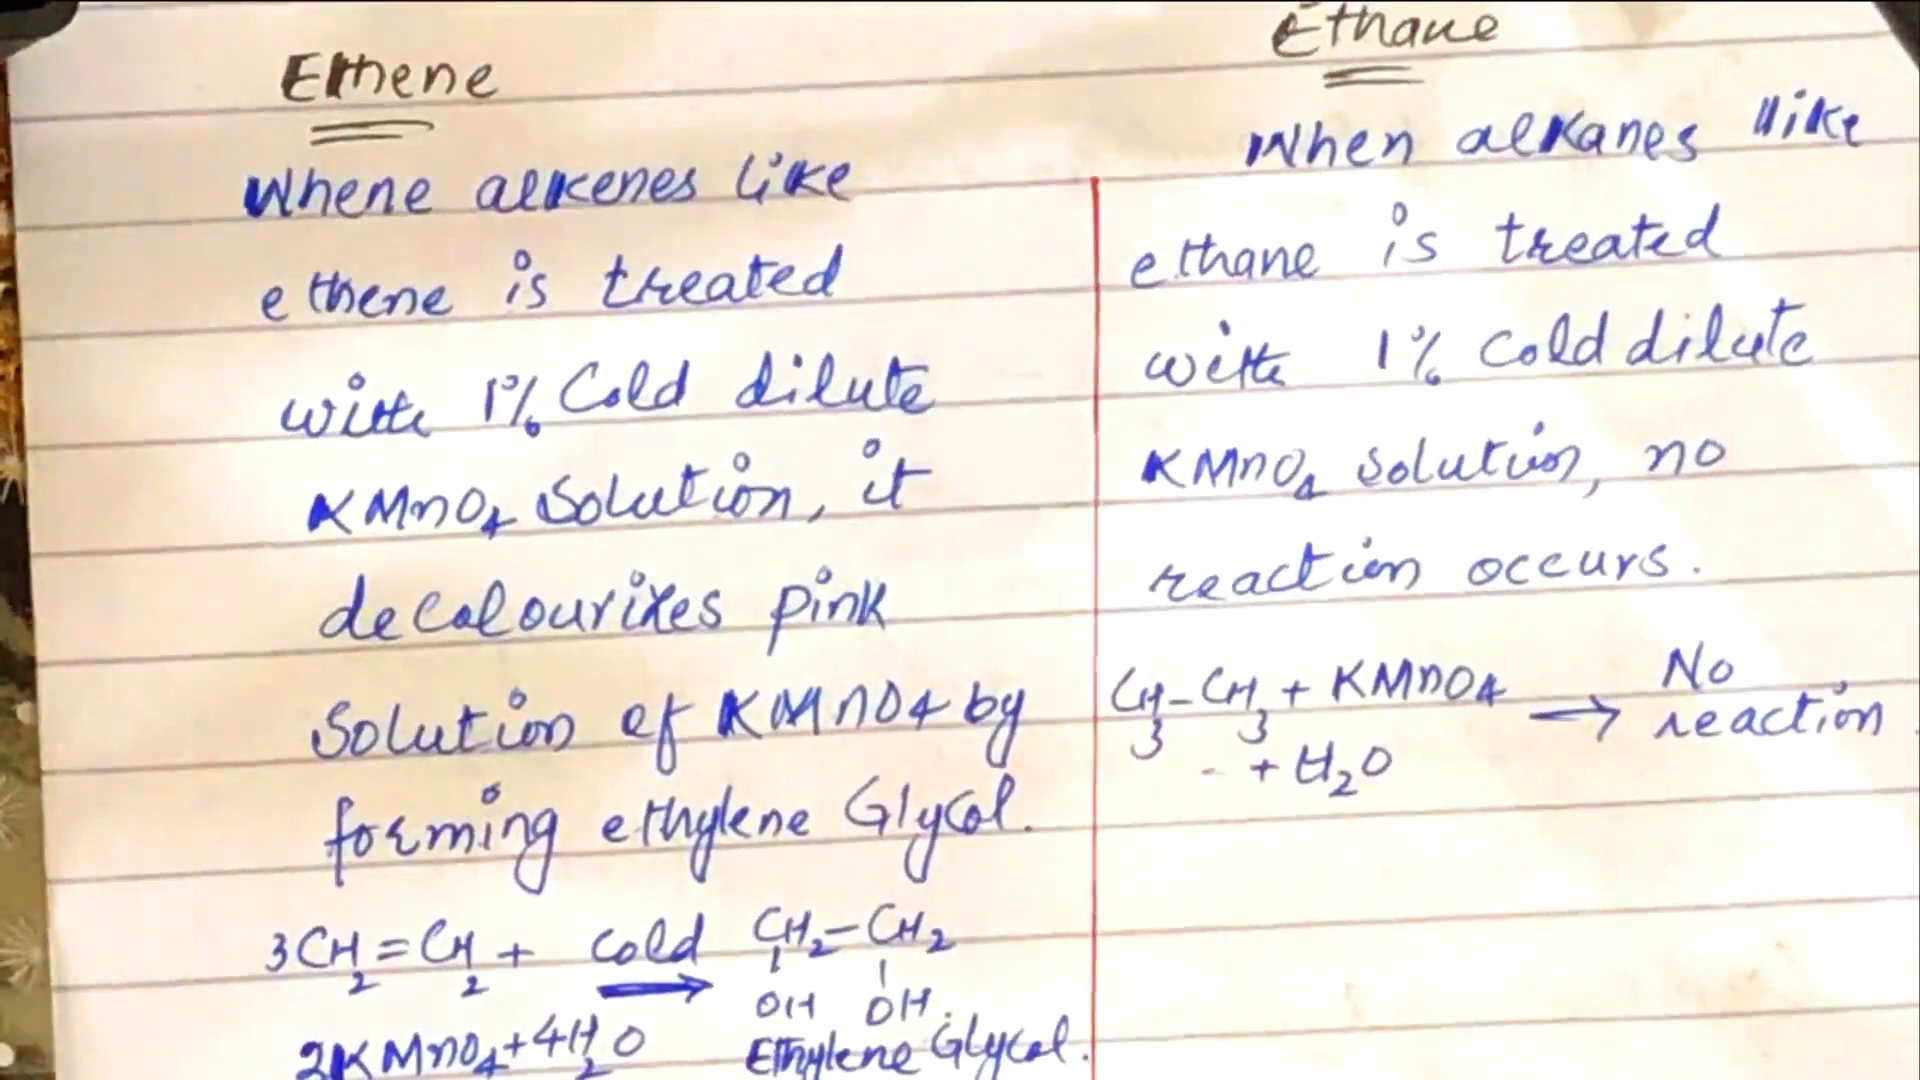 Ethene
Whene alkenes like
ethene is treated
with 1% Cold dilute
KMnO4 Solution, it
decolourixes pink
Solution of KMnO4 by
forming ethylene Glycol.
3CH2=CH2 + cold CH2-CH2
OH OH.
2KMnO4+4H2O Ethylene Glycol.
Ethane
When alkanes like
ethane is treated
with 1% Cold dilute
KMnO4 solution, no
reaction occurs.
CH3-CH3 + KMnO4 → No
+ H2O reaction.